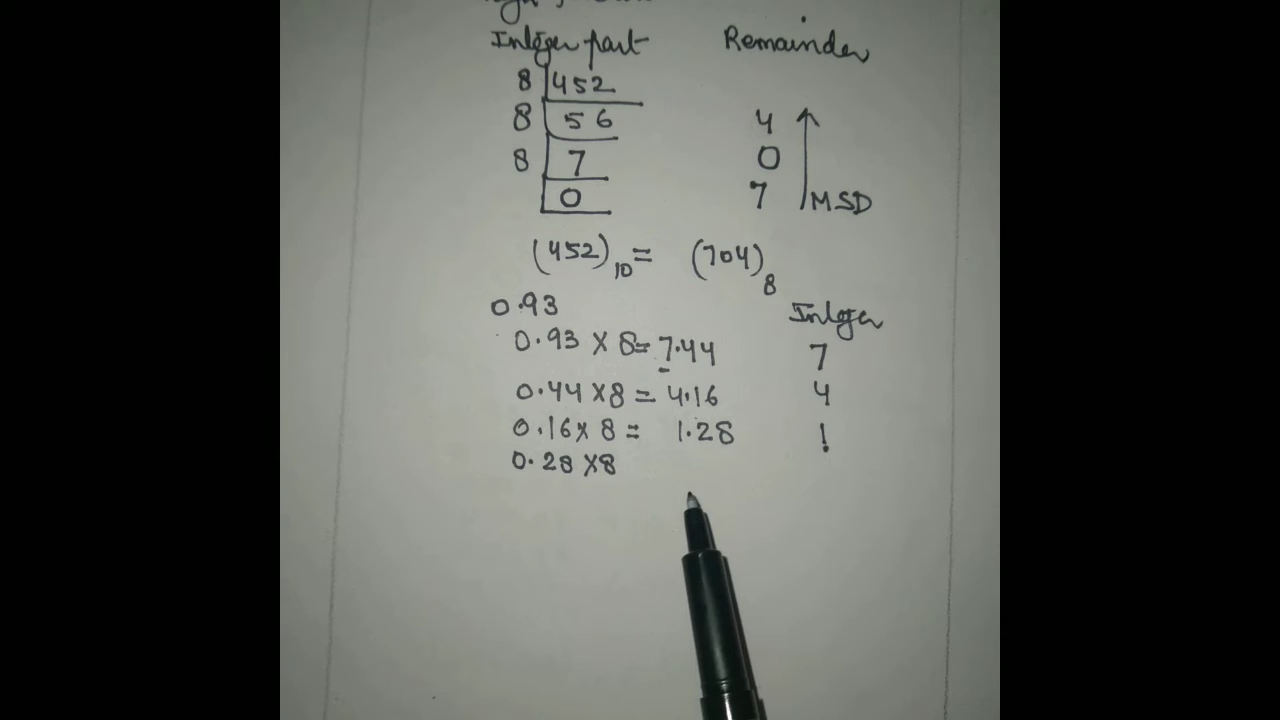 Integer part Remainder
8 452
8 56 4
8 7 0
0 7 MSD
(452)10 = (704)8
0.93 Integer
0.93 X 8 = 7.44 7
0.44 X 8 = 4.16 4
0.16 X 8 = 1.28 1
0.28 X 8